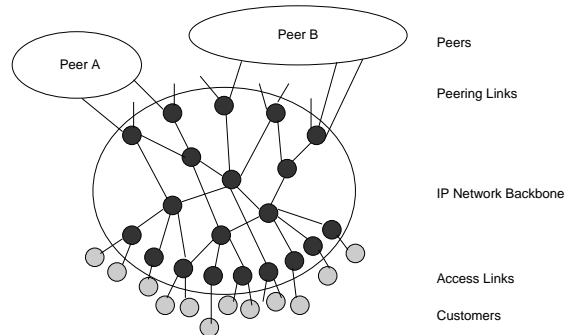 Peer B
Peers
Peer A
Peering Links
IP Network Backbone
Access Links
Customers